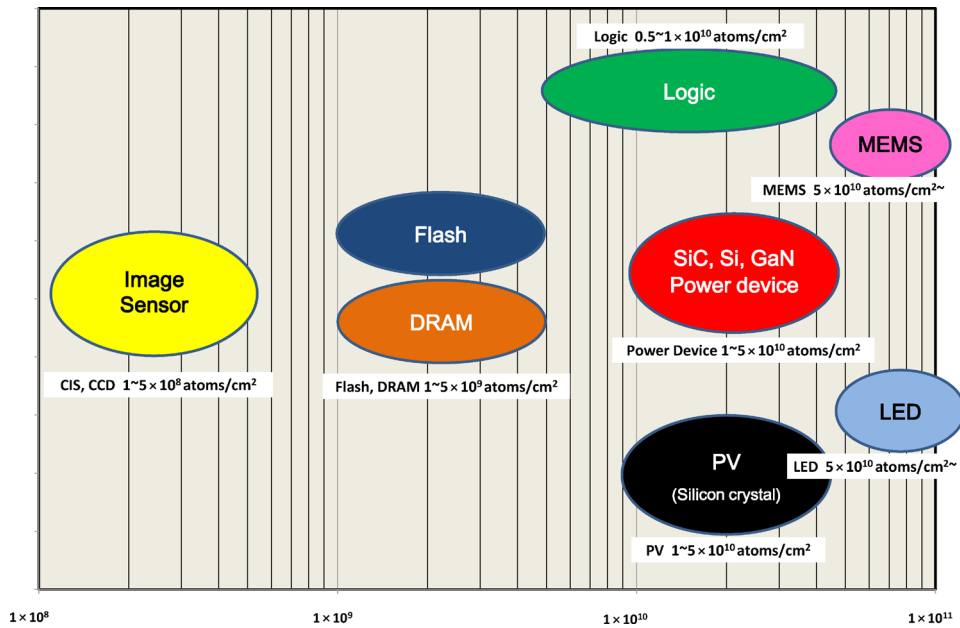 Logic 0.5~1×10¹⁰ atoms/cm²
Logic
MEMS
MEMS 5×10¹⁰ atoms/cm²~
Flash
SiC, Si, GaN
Power device
Image
Sensor
DRAM
Power Device 1~5×10¹⁰ atoms/cm²
CIS, CCD 1~5×10⁸ atoms/cm²
Flash, DRAM 1~5×10⁹ atoms/cm²
LED
LED 5×10¹⁰ atoms/cm²~
PV
(Silicon crystal)
PV 1~5×10¹⁰ atoms/cm²
1×10⁸ 1×10⁹ 1×10¹⁰ 1×10¹¹